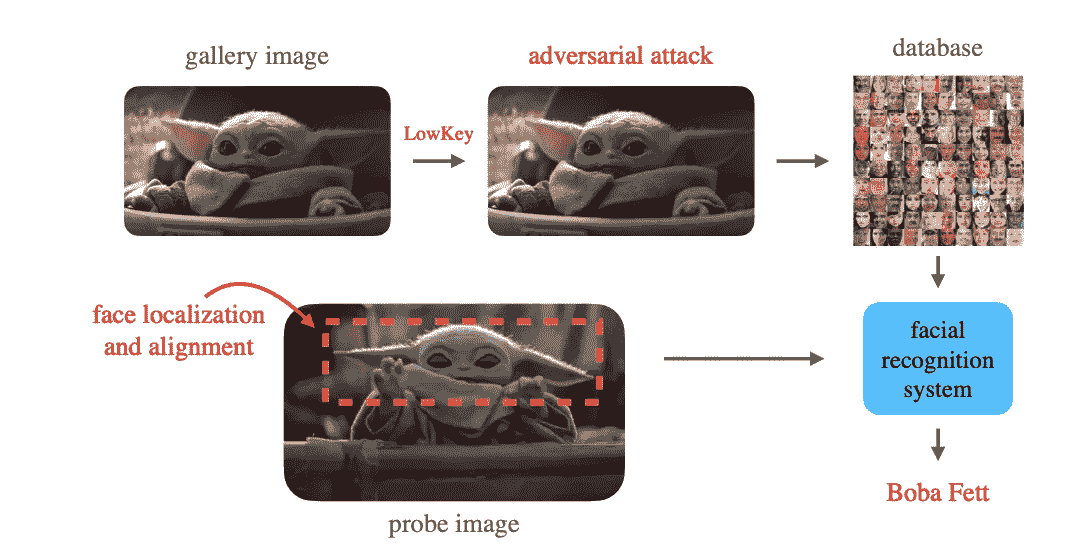 gallery image
adversarial attack
database
LowKey
face localization
and alignment
facial
recognition
system
Boba Fett
probe image